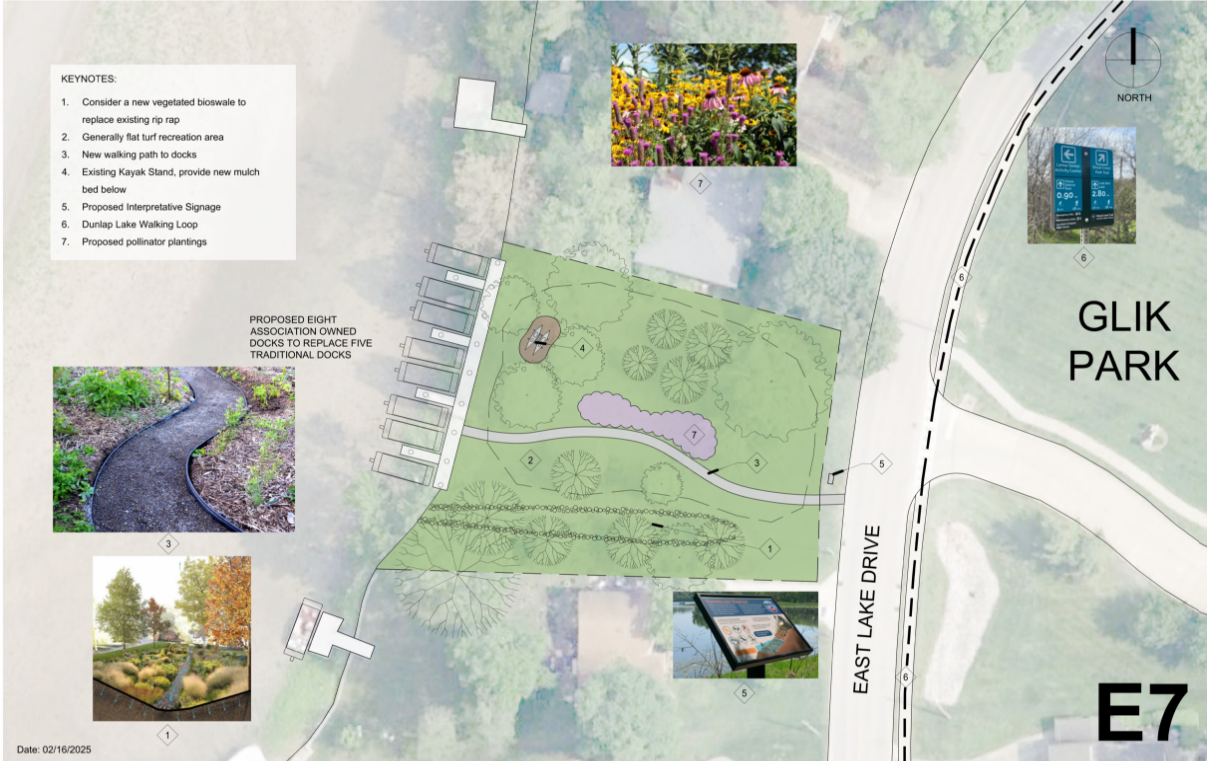 KEYNOTES:
1. Consider a new vegetated bioswale to
replace existing rip rap
2. Generally flat turf recreation area
3. New walking path to docks
4. Existing Kayak Stand, provide new mulch
bed below
5. Proposed Interpretative Signage
6. Dunlap Lake Walking Loop
7. Proposed pollinator plantings
7
NORTH
0.90
2.80
6
6
GLIK
PARK
PROPOSED EIGHT
ASSOCIATION OWNED
DOCKS TO REPLACE FIVE
TRADITIONAL DOCKS
4
7
2
3
5
1
3
EAST LAKE DRIVE
5
6
1
E7
Date: 02/16/2025